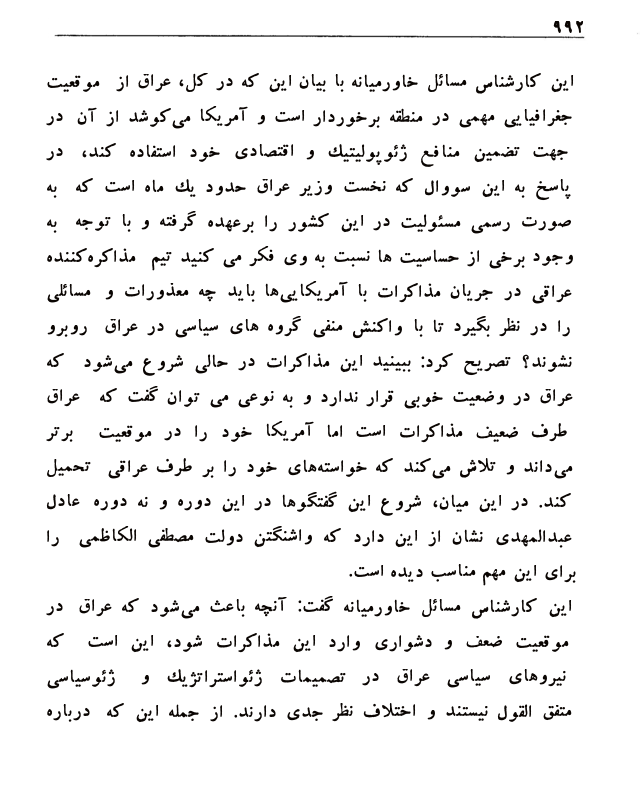 ۹۹۲
این کارشناس مسائل خاورمیانه با بیان این که در کل، عراق از موقعیت
جغرافیایی مهمی در منطقه برخوردار است و آمریکا می‌کوشد از آن در
جهت تضمین منافع ژئوپولیتیك و اقتصادی خود استفاده کند، در
پاسخ به این سووال که نخست وزیر عراق حدود یك ماه است که به
صورت رسمی مسئولیت در این کشور را برعهده گرفته و با توجه به
وجود برخی از حساسیت ها نسبت به وی فکر می کنید تیم مذاکره‌کننده
عراقی در جریان مذاکرات با آمریکایی‌ها باید چه معذورات و مسائلی
را در نظر بگیرد تا با واکنش منفی گروه های سیاسی در عراق روبرو
نشوند؟ تصریح کرد: ببینید این مذاکرات در حالی شروع می‌شود که
عراق در وضعیت خوبی قرار ندارد و به نوعی می توان گفت که عراق
طرف ضعیف مذاکرات است اما آمریکا خود را در موقعیت برتر
می‌داند و تلاش می‌کند که خواسته‌های خود را بر طرف عراقی تحمیل
کند. در این میان، شروع این گفتگوها در این دوره و نه دوره عادل
عبدالمهدی نشان از این دارد که واشنگتن دولت مصطفی الکاظمی را
برای این مهم مناسب دیده است.
این کارشناس مسائل خاورمیانه گفت: آنچه باعث می‌شود که عراق در
موقعیت ضعف و دشواری وارد این مذاکرات شود، این است که
نیروهای سیاسی عراق در تصمیمات ژئواستراتژیك و ژئوسیاسی
متفق القول نیستند و اختلاف نظر جدی دارند. از جمله این که درباره